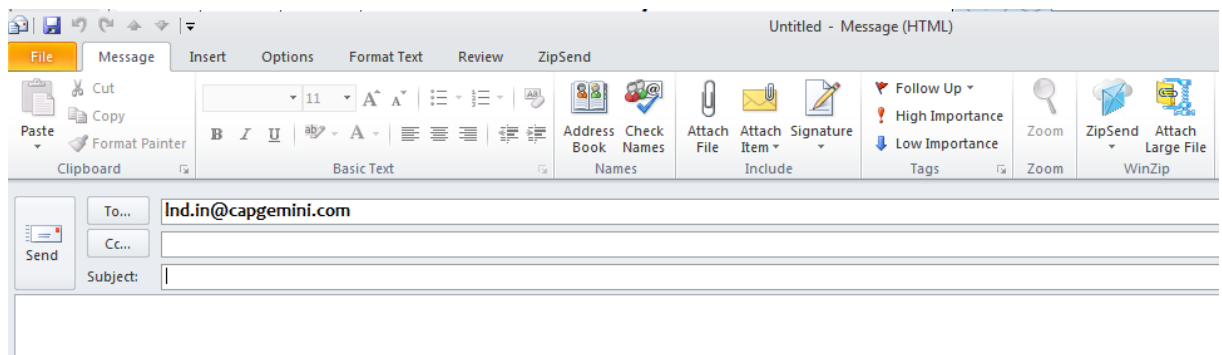 Untitled - Message (HTML)
File Message Insert Options Format Text Review ZipSend
Cut
Copy
Format Painter
Paste
Clipboard
11
B I U
Basic Text
Address Book
Check Names
Names
Attach File
Attach Item
Signature
Include
Follow Up
High Importance
Low Importance
Tags
Zoom
Zoom
ZipSend
Attach Large File
WinZip
To... lnd.in@capgemini.com
Cc...
Send
Subject: